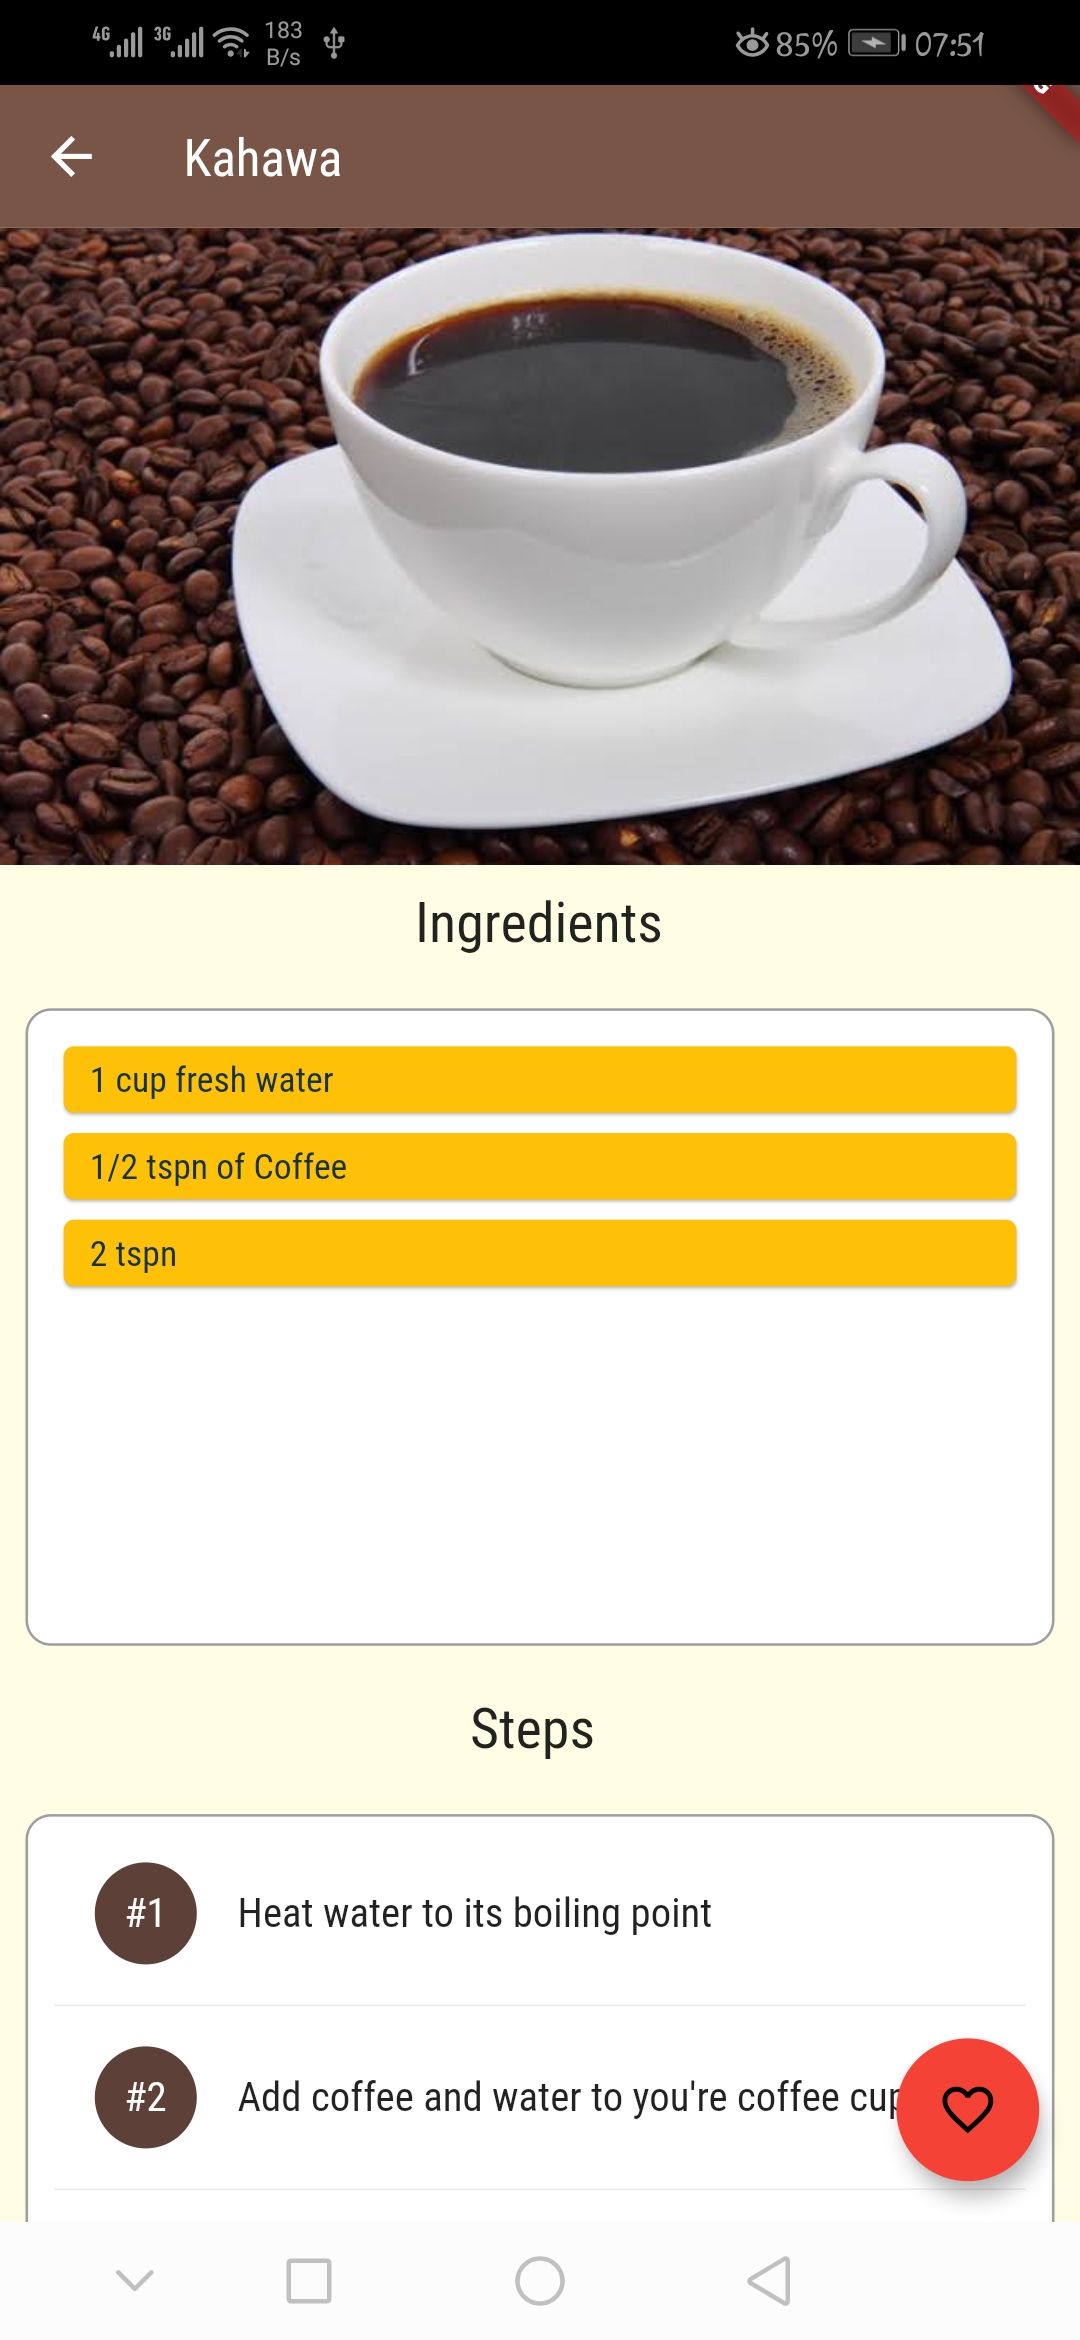 4G 3G 183 B/s 85% 07:51
Kahawa
Ingredients
1 cup fresh water
1/2 tspn of Coffee
2 tspn
Steps
#1 Heat water to its boiling point
#2 Add coffee and water to you're coffee cup